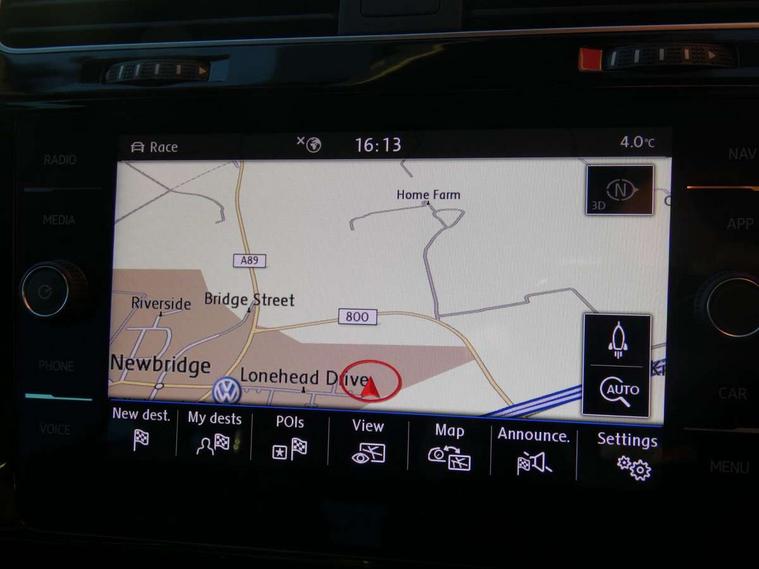 Race
16:13
4.0°C
RADIO
NAV
MEDIA
APP
Home Farm
N
3D
A89
Riverside
Bridge Street
800
PHONE
Newbridge
Lonehead Drive
AUTO
CAR
VOICE
New dest.
My dests
POIs
View
Map
Announce.
Settings
MENU